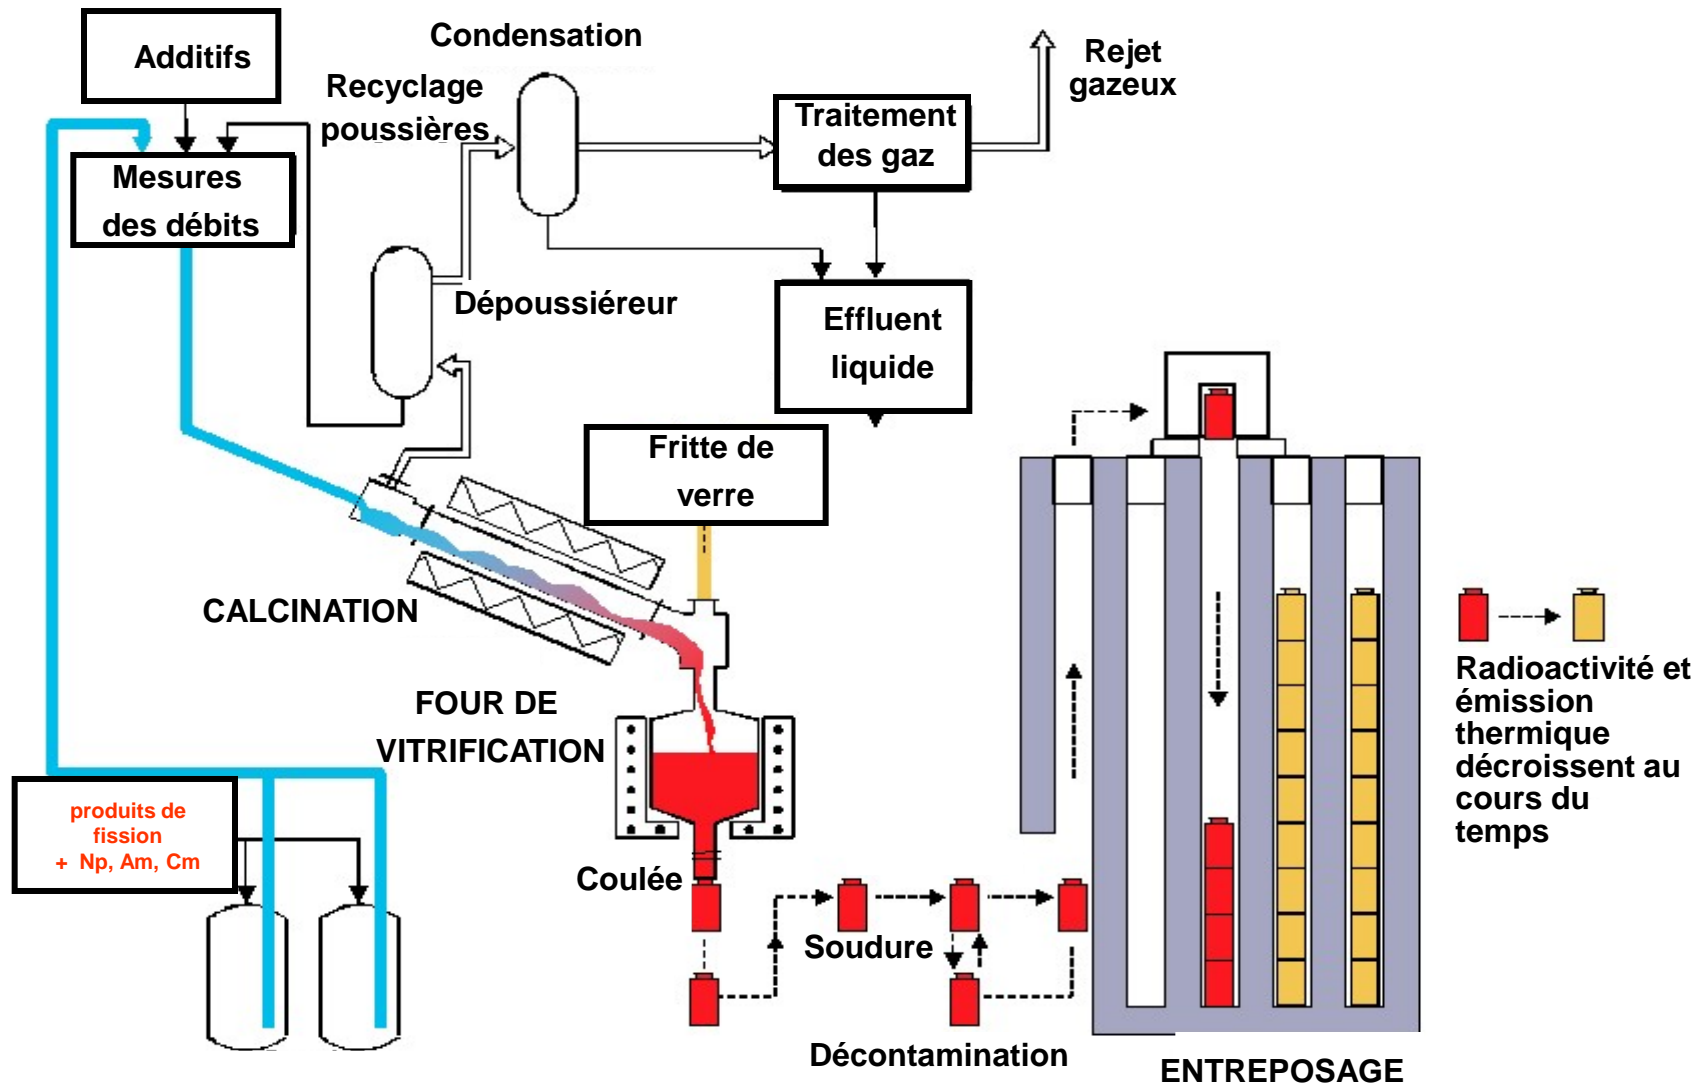 Additifs
Condensation
Recyclage
poussières
Rejet
gazeux
Traitement
des gaz
Mesures
des débits
Dépoussiéreur
Effluent
liquide
Fritte de
verre
CALCINATION
FOUR DE
VITRIFICATION
produits de
fission
+ Np, Am, Cm
Coulée
Soudure
Décontamination
ENTREPOSAGE
Radioactivité et
émission
thermique
décroissent au
cours du
temps